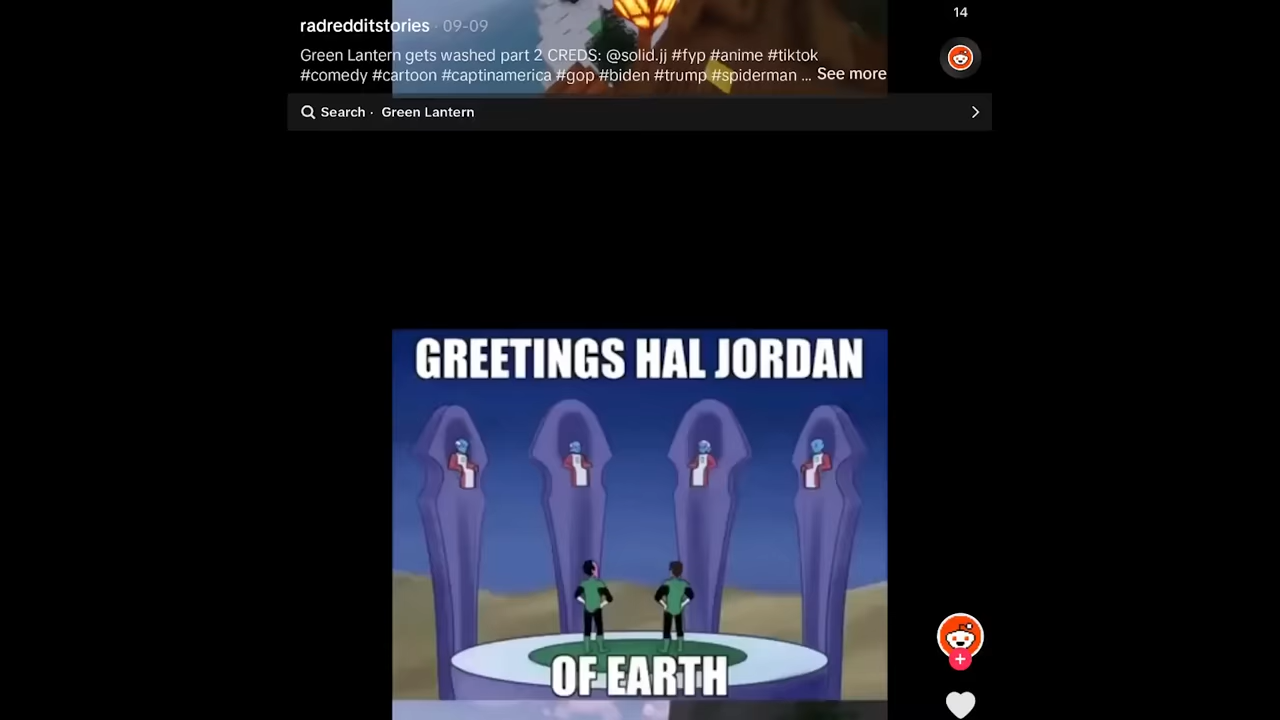 14
radredditstories · 09-09
Green Lantern gets washed part 2 CREDS: @solid.jj #fyp #anime #tiktok
#comedy #cartoon #captinamerica #gop #biden #trump #spiderman ... See more
Search · Green Lantern
GREETINGS HAL JORDAN
OF EARTH